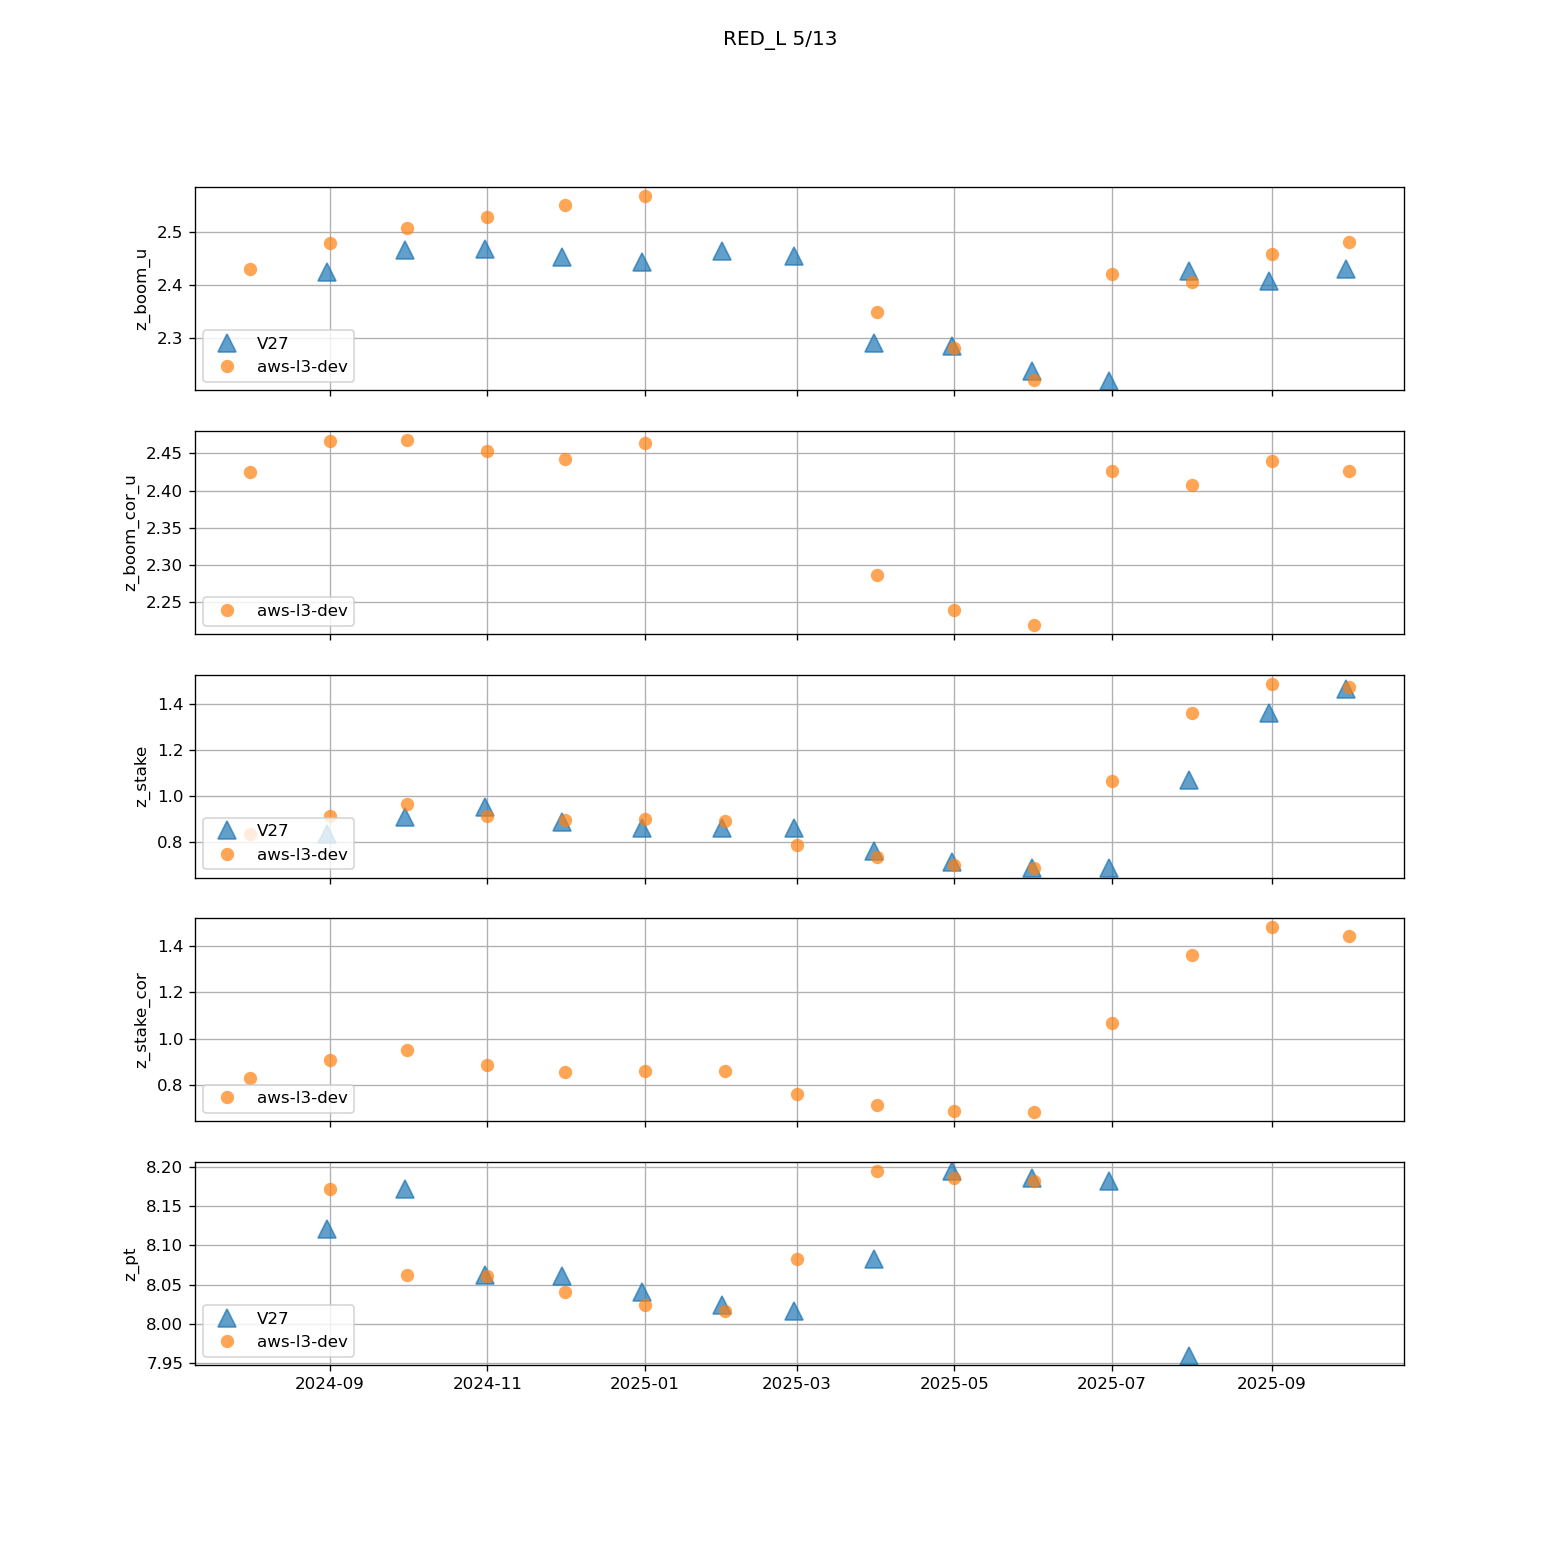 RED_L 5/13
z_boom_u
2.5
2.4
2.3
V27
aws-l3-dev
z_boom_cor_u
2.45
2.40
2.35
2.30
2.25
aws-l3-dev
z_stake
1.4
1.2
1.0
0.8
V27
aws-l3-dev
z_stake_cor
1.4
1.2
1.0
0.8
aws-l3-dev
z_pt
8.20
8.15
8.10
8.05
8.00
7.95
V27
aws-l3-dev
2024-09 2024-11 2025-01 2025-03 2025-05 2025-07 2025-09